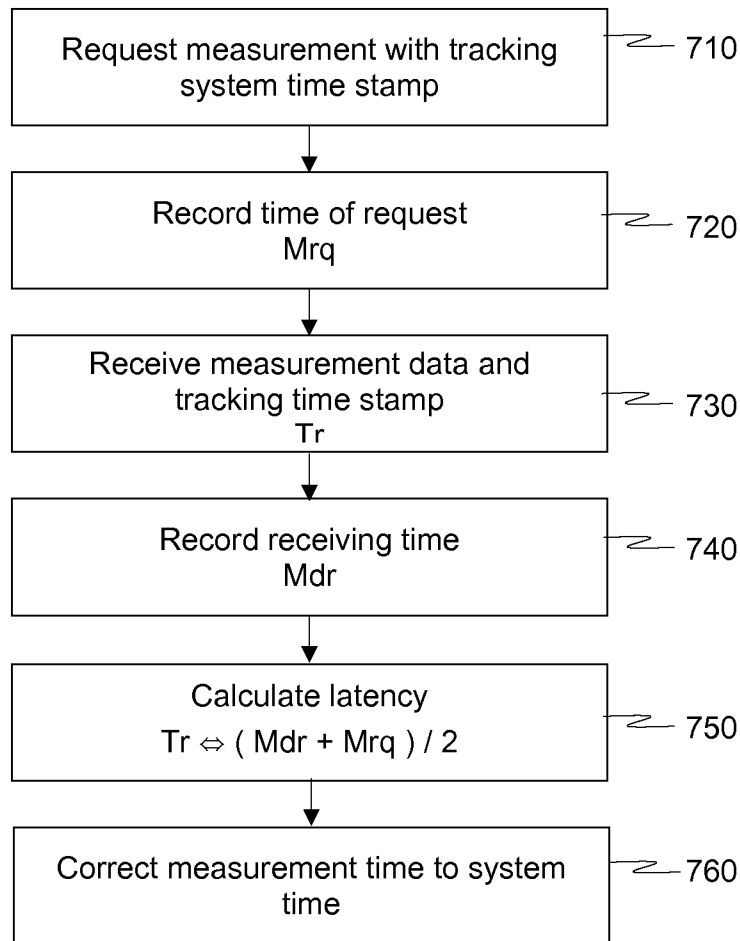 Request measurement with tracking
system time stamp
710
Record time of request
Mrq
720
Receive measurement data and
tracking time stamp
Tr
730
Record receiving time
Mdr
740
Calculate latency
Tr ⇔ ( Mdr + Mrq ) / 2
750
Correct measurement time to system
time
760